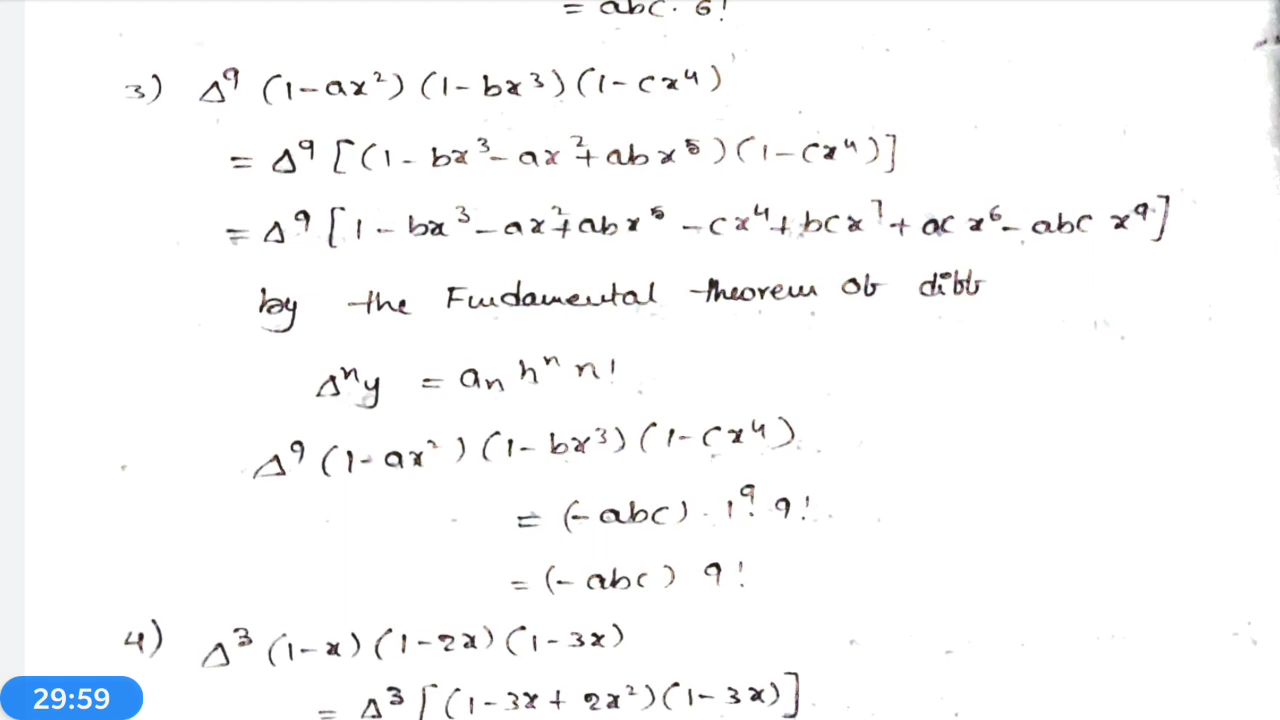 = abc. 6!
3) Δ⁹ (1-ax²) (1-bx³) (1-cx⁴)
= Δ⁹ [(1-bx³-ax²+abx⁵) (1-cx⁴)]
= Δ⁹ [1-bx³-ax²+abx⁵-cx⁴+bcx⁷+acx⁶-abc x⁹]
by the Fundamental theorem of diff
Δⁿy = aₙ hⁿ n!
Δ⁹ (1-ax²) (1-bx³) (1-cx⁴)
= (-abc). 1⁹. 9!
= (-abc) 9!
4) Δ³ (1-x) (1-2x) (1-3x)
= Δ³ [(1-3x+2x²) (1-3x)]
29:59